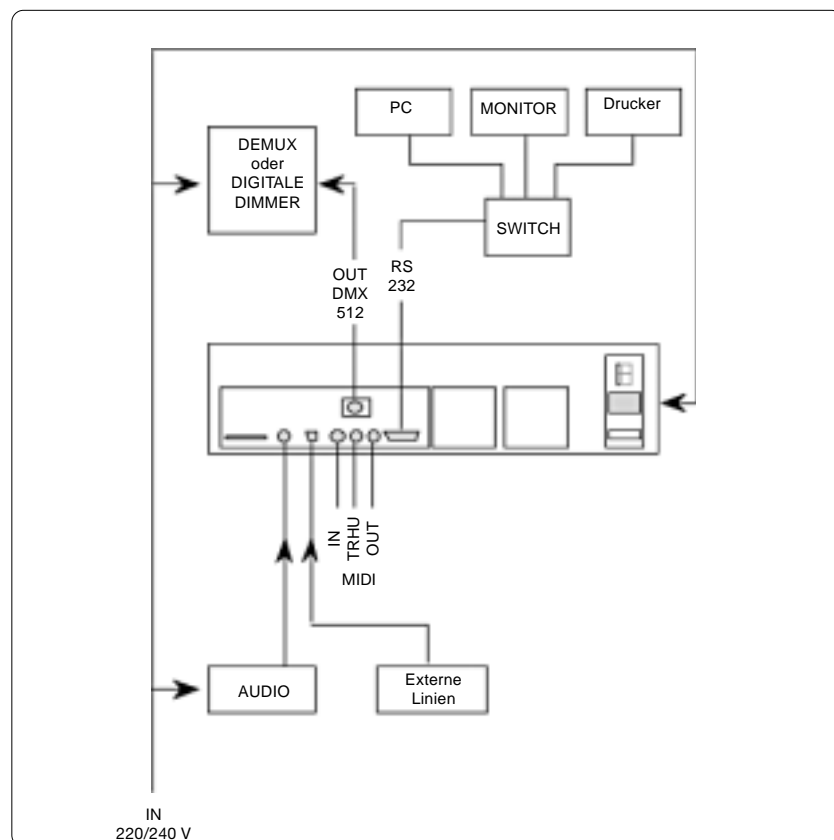 PC
MONITOR
Drucker
DEMUX
oder
DIGITALE
DIMMER
SWITCH
OUT
DMX
512
RS
232
IN
TRHU
OUT
MIDI
AUDIO
Externe
Linien
IN
220/240 V